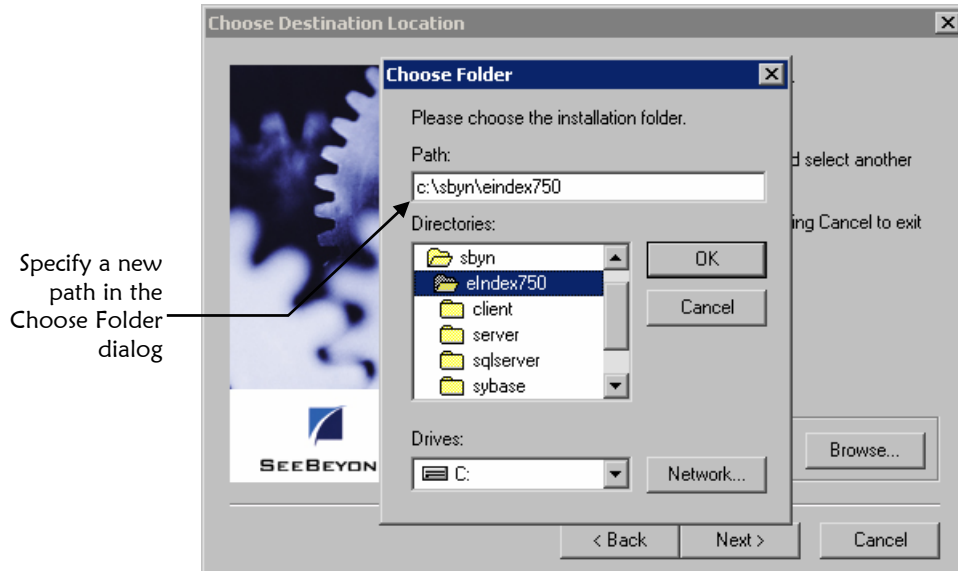 Choose Destination Location
Choose Folder
Please choose the installation folder.
Path:
c:\sbyn\eindex750
Directories:
sbyn
eIndex750
client
server
sqlserver
sybase
OK
Cancel
Drives:
C:
Network...
select another
ing Cancel to exit
Browse...
< Back
Next >
Cancel
SEEBEYON
Specify a new
path in the
Choose Folder
dialog